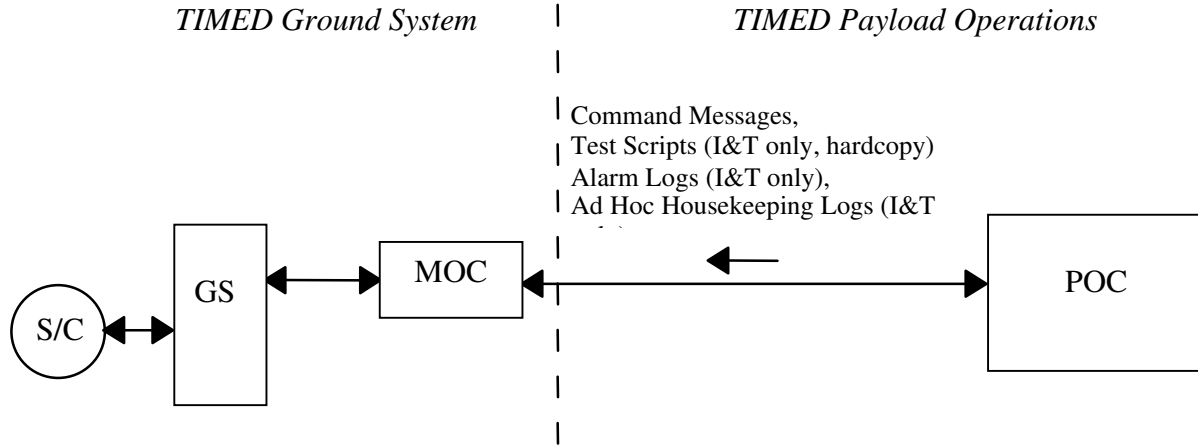 TIMED Ground System
TIMED Payload Operations
Command Messages,
Test Scripts (I&T only, hardcopy)
Alarm Logs (I&T only),
Ad Hoc Housekeeping Logs (I&T
GS
MOC
POC
S/C